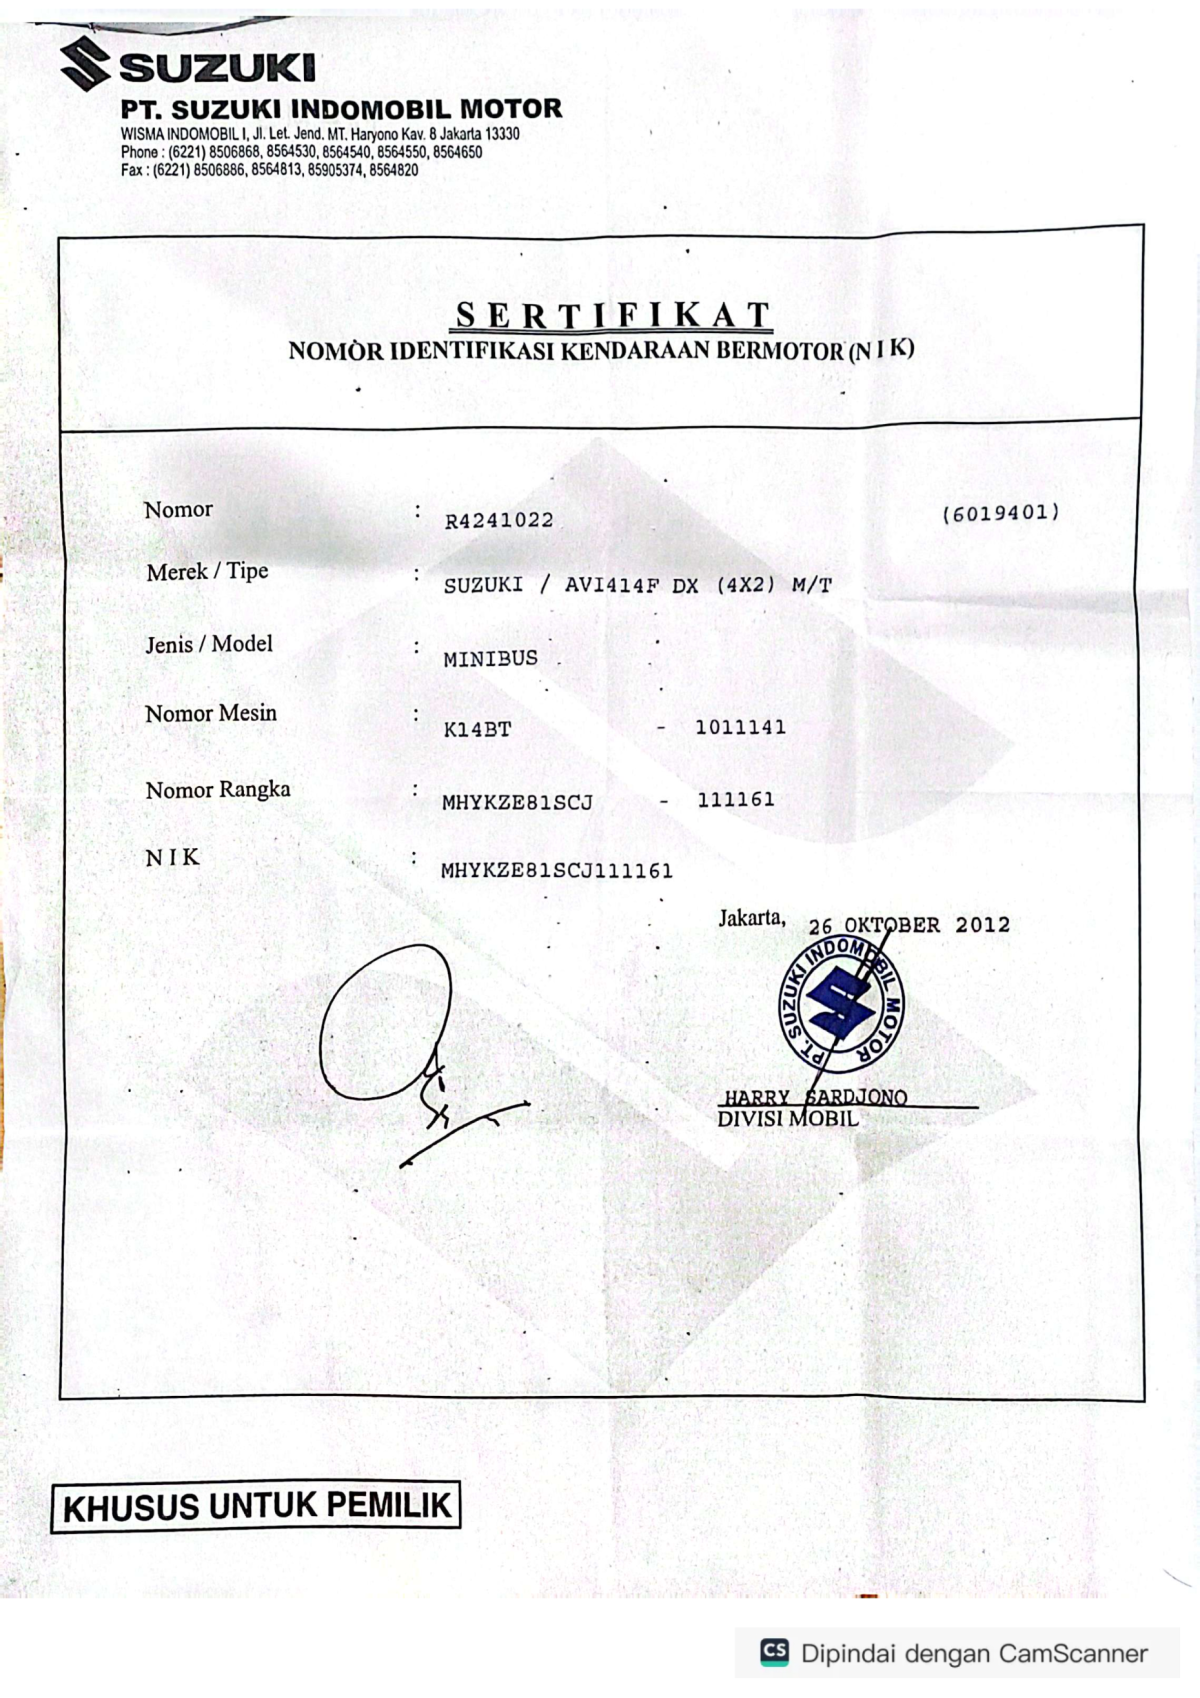 SUZUKI
PT. SUZUKI INDOMOBIL MOTOR
WISMA INDOMOBIL I, Jl. Let. Jend. MT. Haryono Kav. 8 Jakarta 13330
Phone : (6221) 8506868, 8564530, 8564540, 8564550, 8564650
Fax : (6221) 8506886, 8564813, 85905374, 8564820
SERTIFIKAT
NOMOR IDENTIFIKASI KENDARAAN BERMOTOR (N I K)
Nomor : R4241022 (6019401)
Merek / Tipe : SUZUKI / AVI414F DX (4X2) M/T
Jenis / Model : MINIBUS
Nomor Mesin : K14BT - 1011141
Nomor Rangka : MHYKZE81SCJ - 111161
N I K : MHYKZE81SCJ111161
Jakarta, 26 OKTOBER 2012
PT. SUZUKI INDOMOBIL MOTOR
HARRY SARDJONO
DIVISI MOBIL
KHUSUS UNTUK PEMILIK
CS Dipindai dengan CamScanner